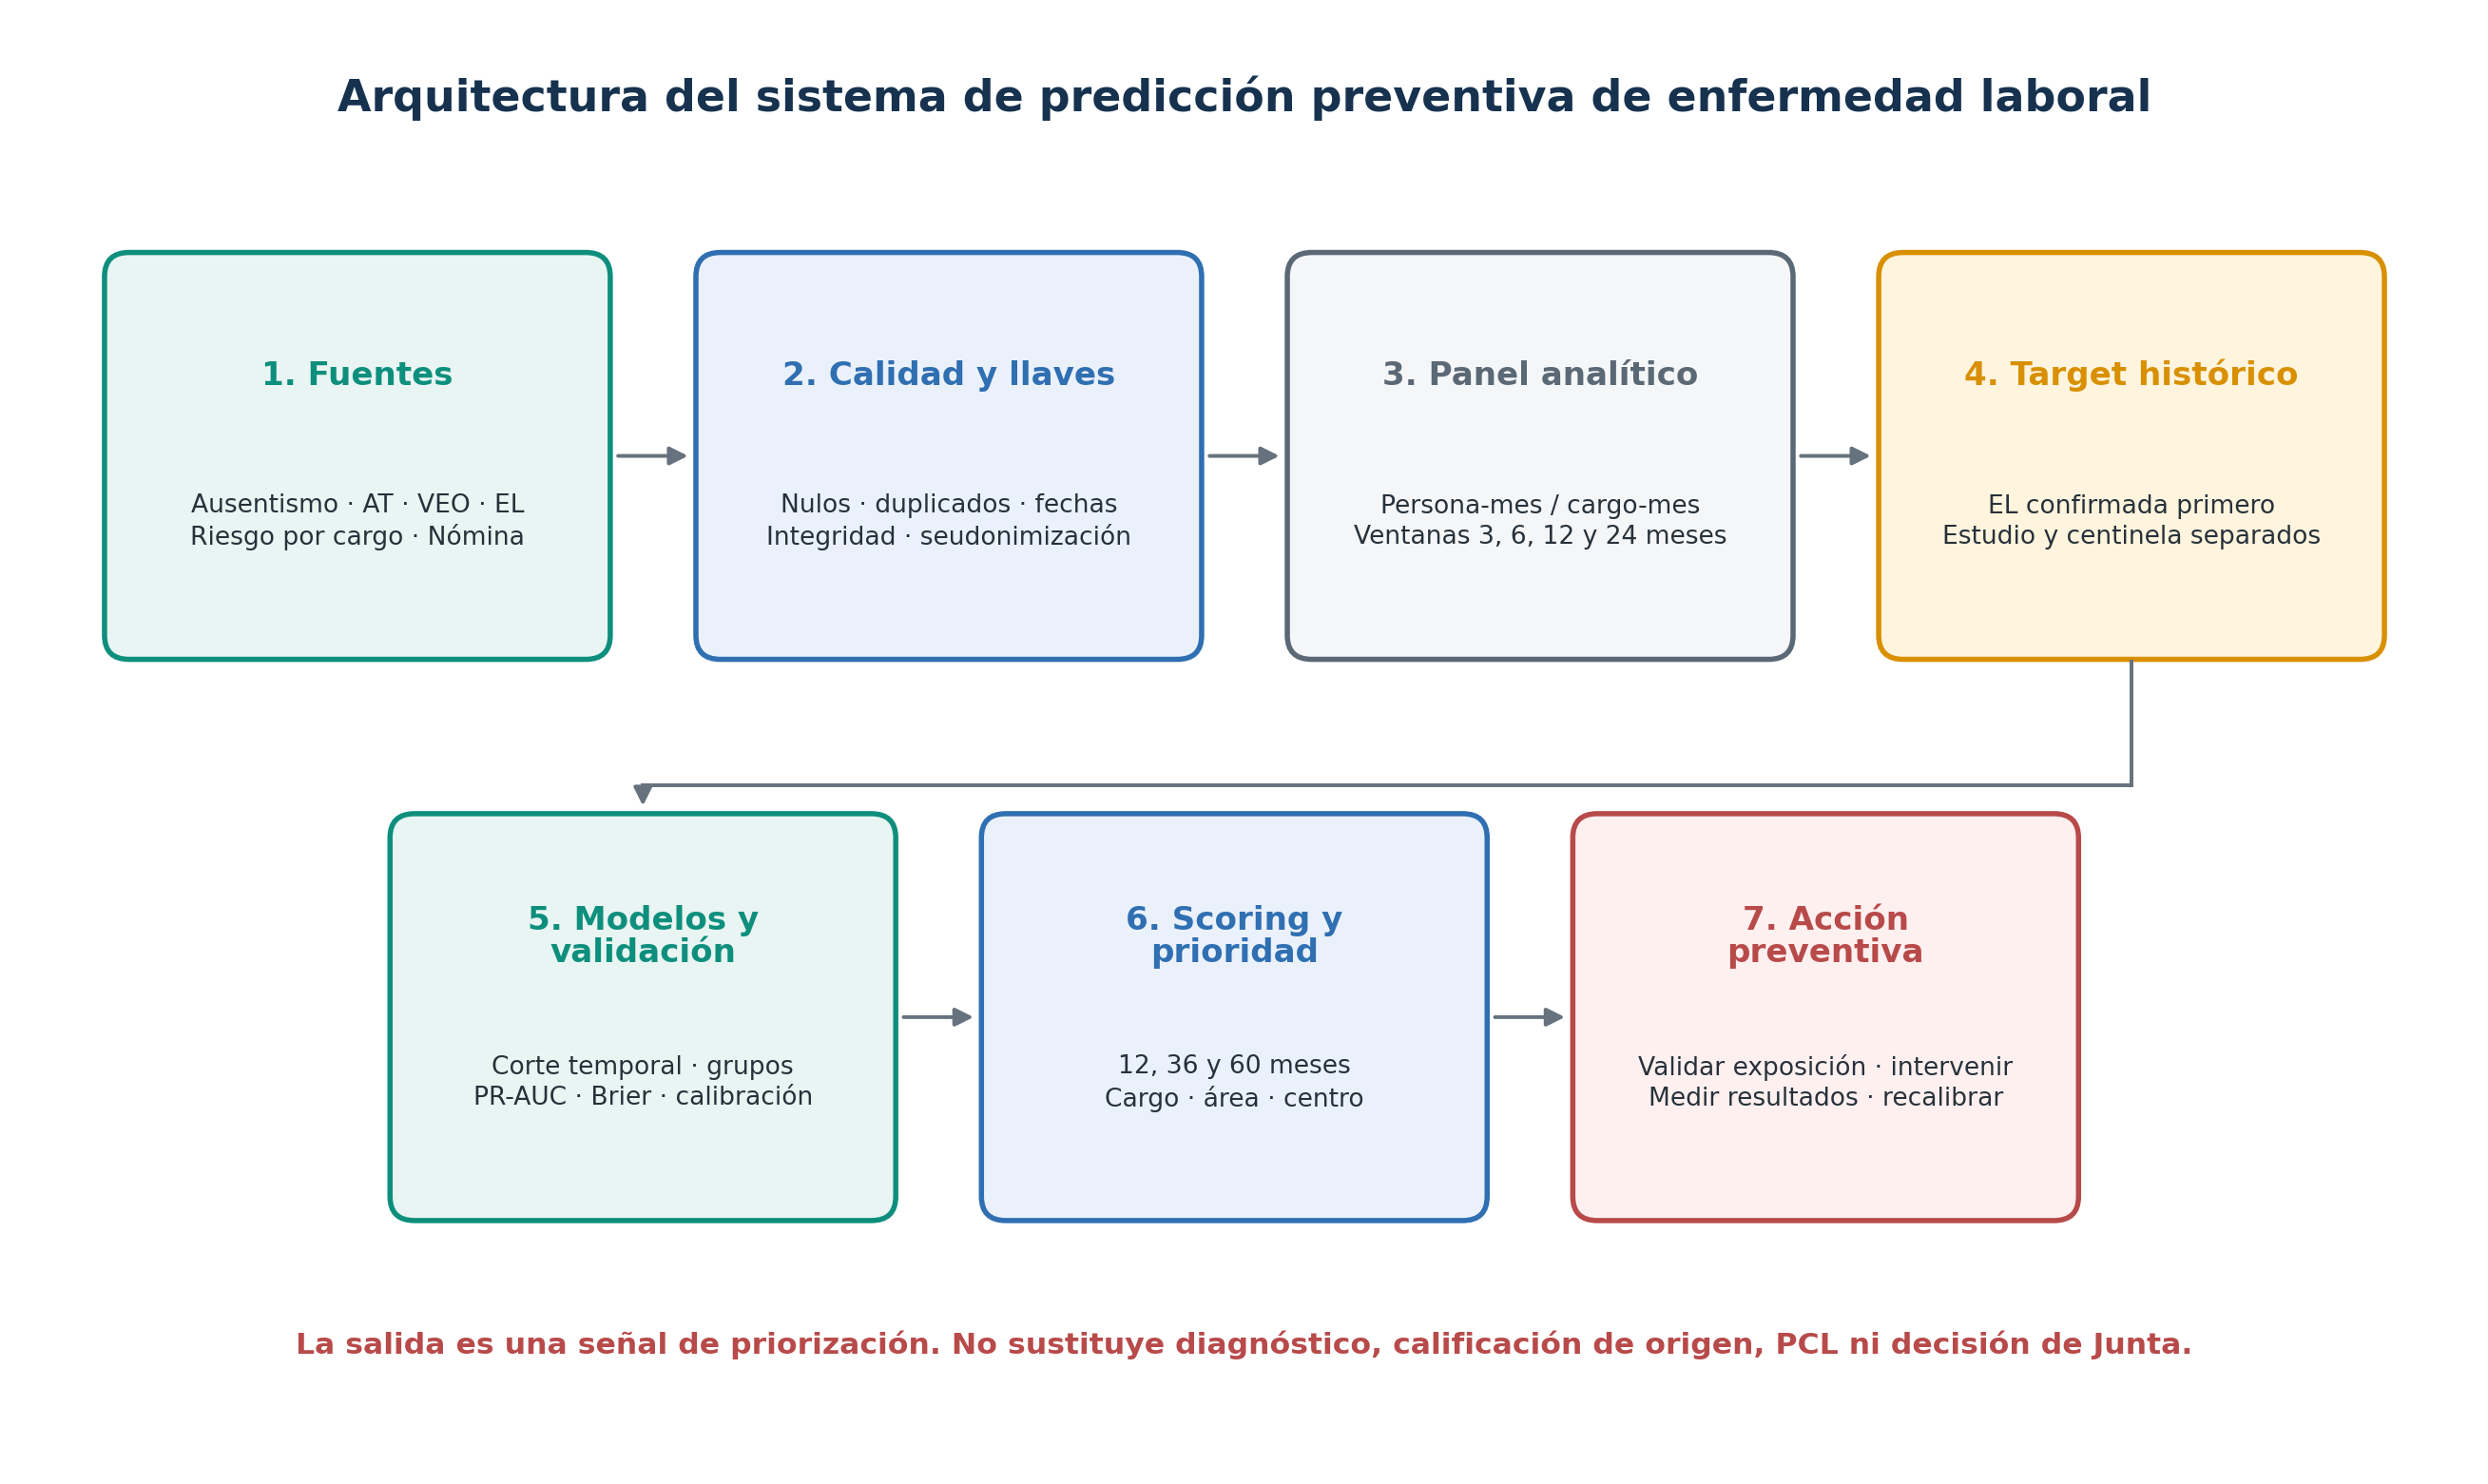 Arquitectura del sistema de predicción preventiva de enfermedad laboral
1. Fuentes
Ausentismo · AT · VEO · EL
Riesgo por cargo · Nómina
2. Calidad y llaves
Nulos · duplicados · fechas
Integridad · seudonimización
3. Panel analítico
Persona-mes / cargo-mes
Ventanas 3, 6, 12 y 24 meses
4. Target histórico
EL confirmada primero
Estudio y centinela separados
5. Modelos y
validación
Corte temporal · grupos
PR-AUC · Brier · calibración
6. Scoring y
prioridad
12, 36 y 60 meses
Cargo · área · centro
7. Acción
preventiva
Validar exposición · intervenir
Medir resultados · recalibrar
La salida es una señal de priorización. No sustituye diagnóstico, calificación de origen, PCL ni decisión de Junta.